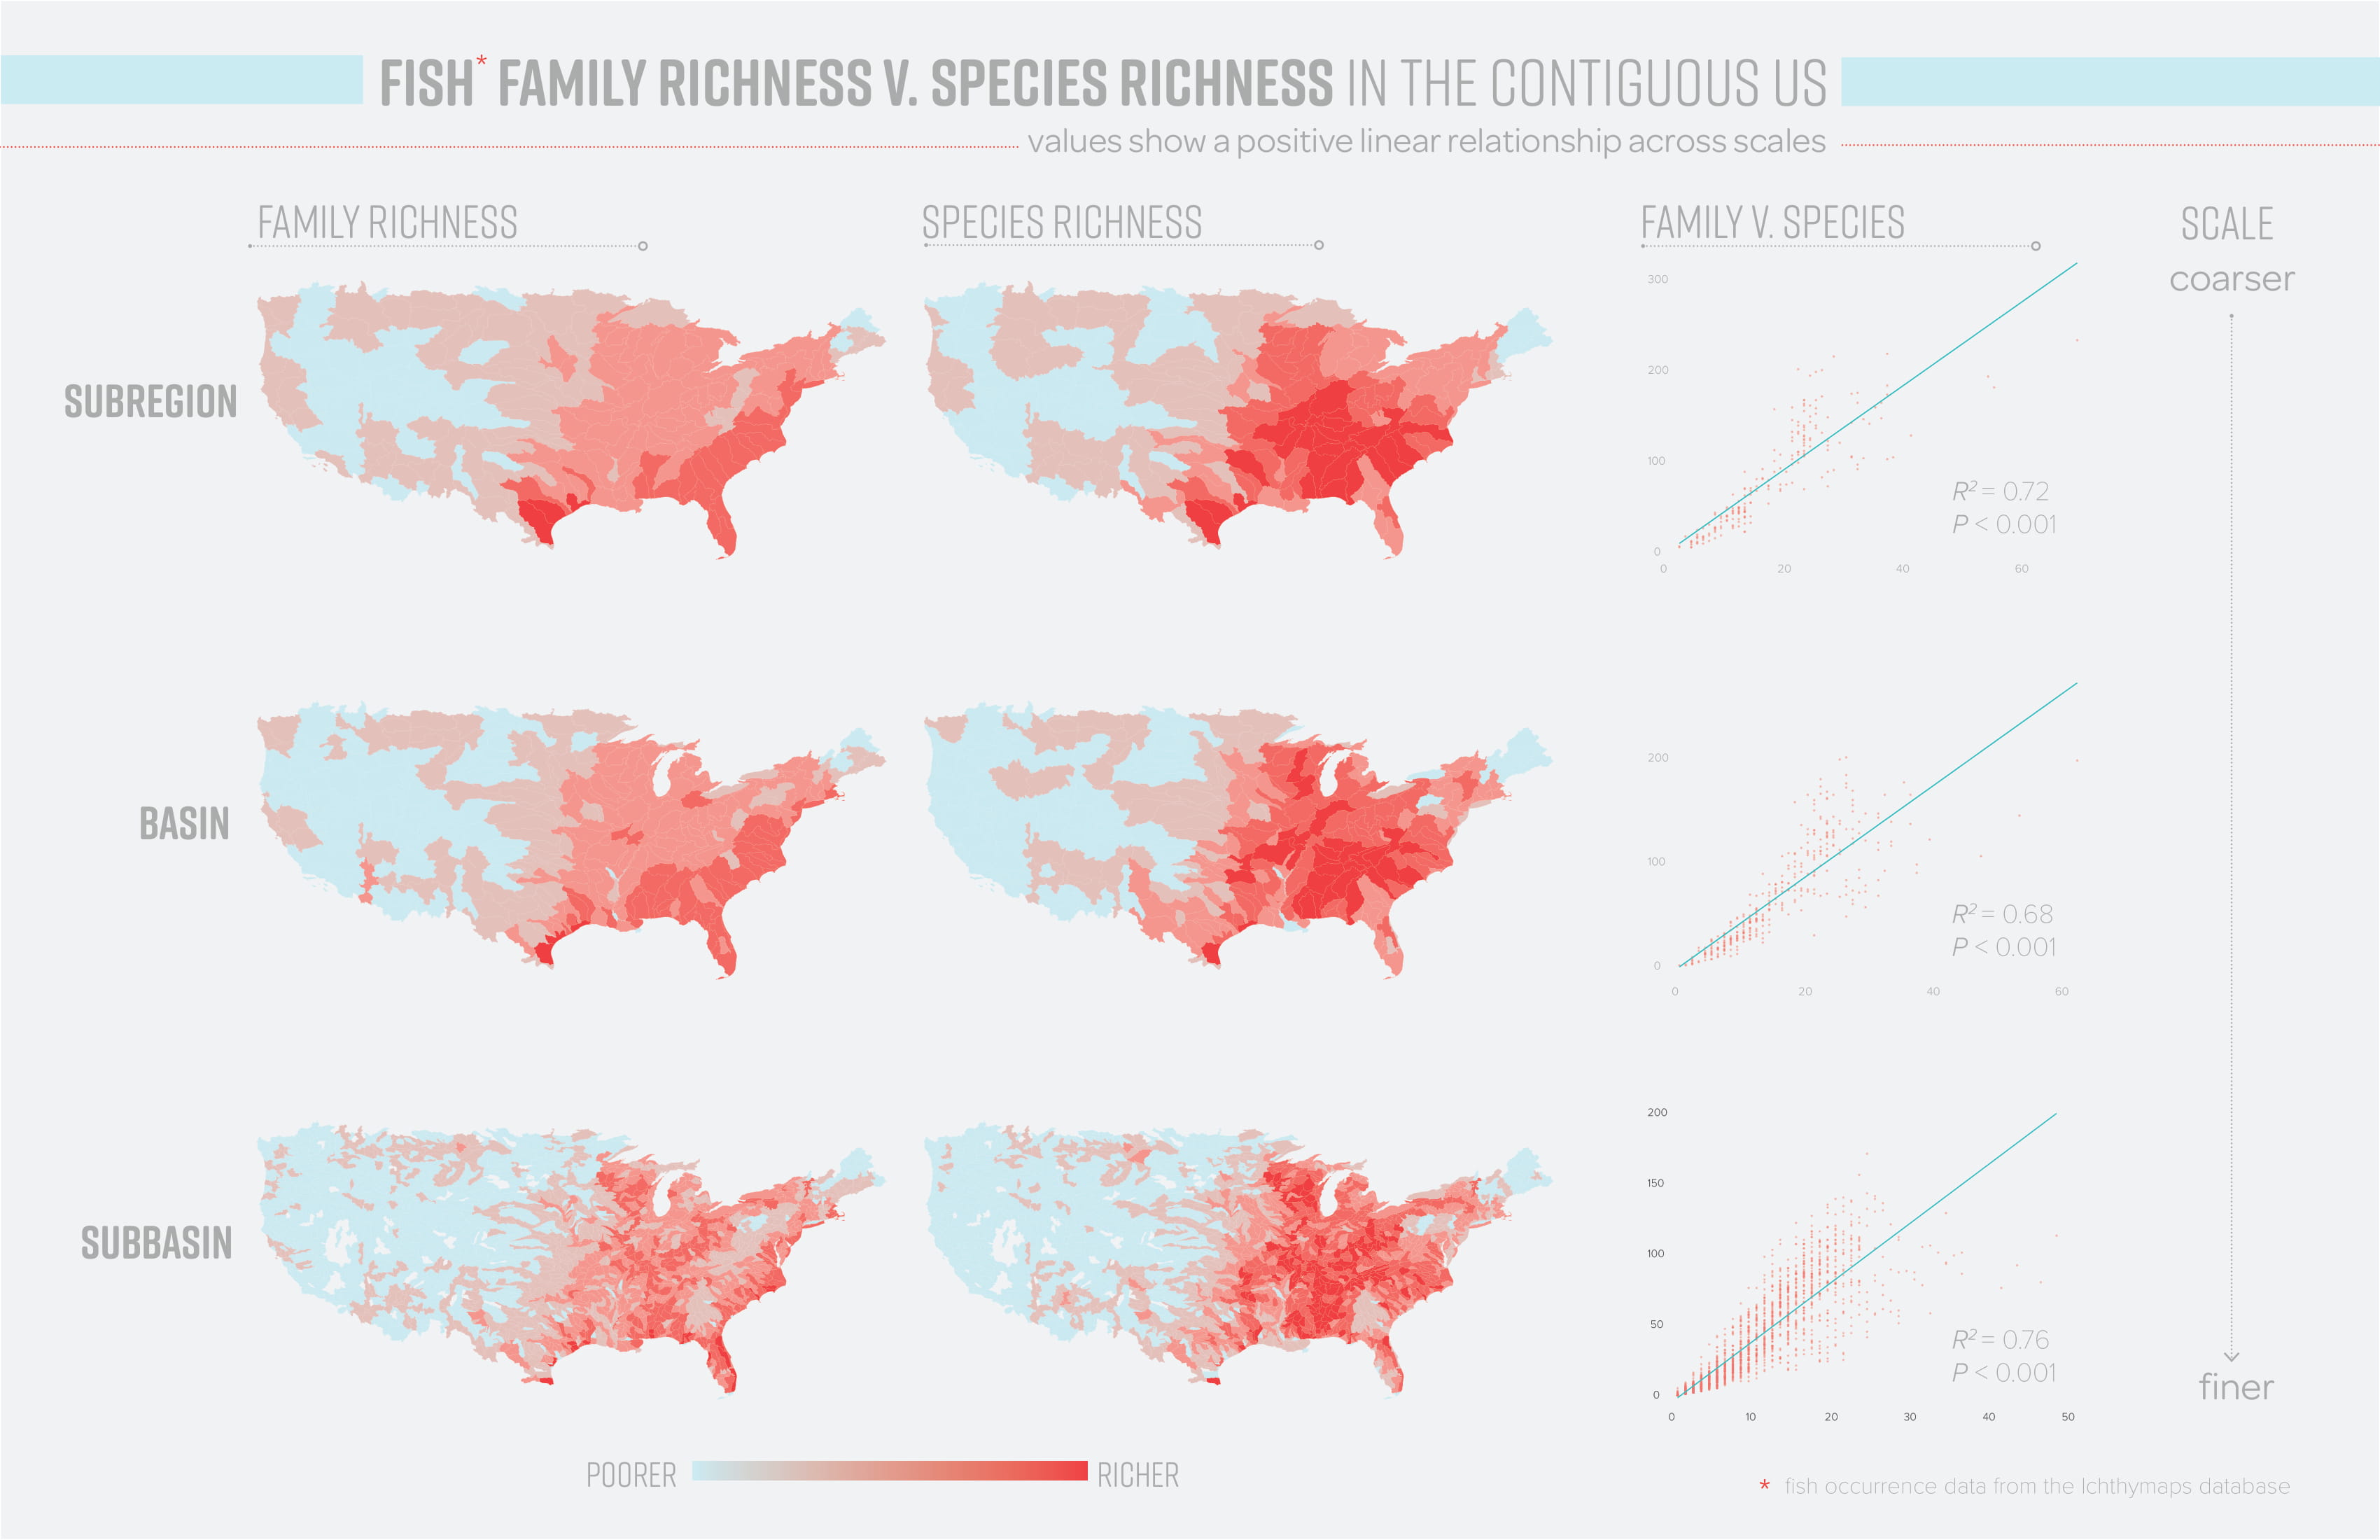 FISH* FAMILY RICHNESS V. SPECIES RICHNESS IN THE CONTIGUOUS US
values show a positive linear relationship across scales
FAMILY RICHNESS
SPECIES RICHNESS
FAMILY V. SPECIES
SCALE
coarser
SUBREGION
300
200
100
0
0 20 40 60
R² = 0.72
P < 0.001
BASIN
200
100
0
0 20 40 60
R² = 0.68
P < 0.001
SUBBASIN
200
150
100
50
0
0 10 20 30 40 50
R² = 0.76
P < 0.001
finer
POORER
RICHER
* fish occurrence data from the Ichthymaps database